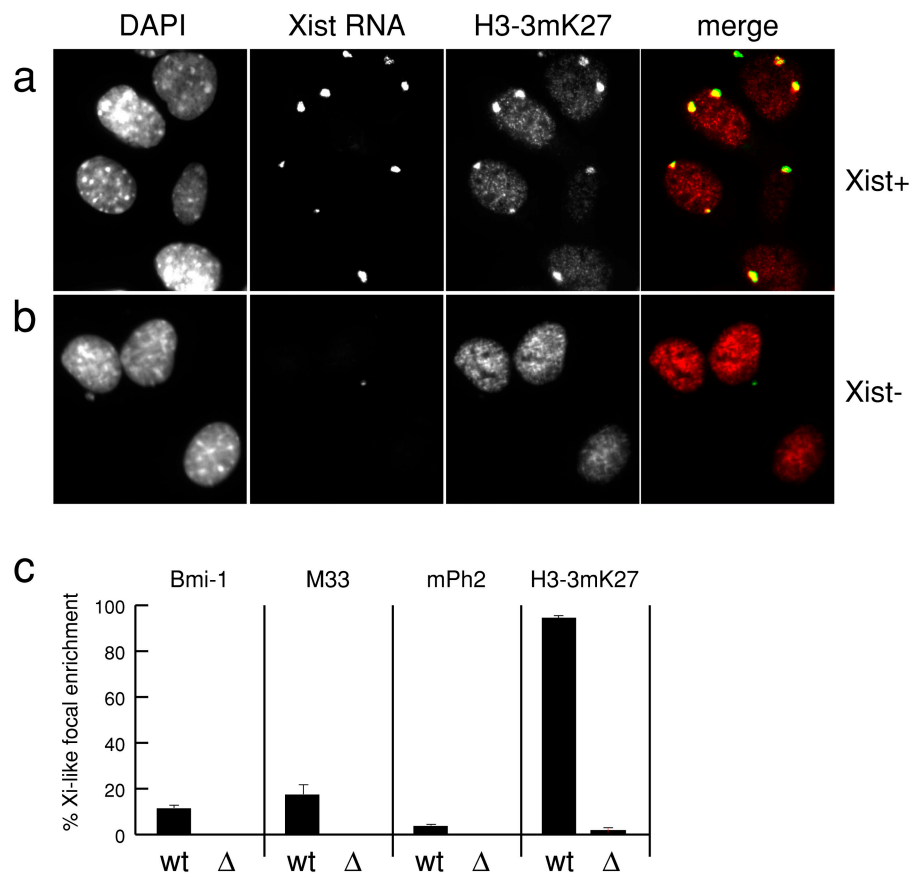 DAPI Xist RNA H3-3mK27 merge
a
Xist+
b
Xist-
c
Bmi-1 M33 mPh2 H3-3mK27
% Xi-like focal enrichment
100
80
60
40
20
0
wt Δ wt Δ wt Δ wt Δ